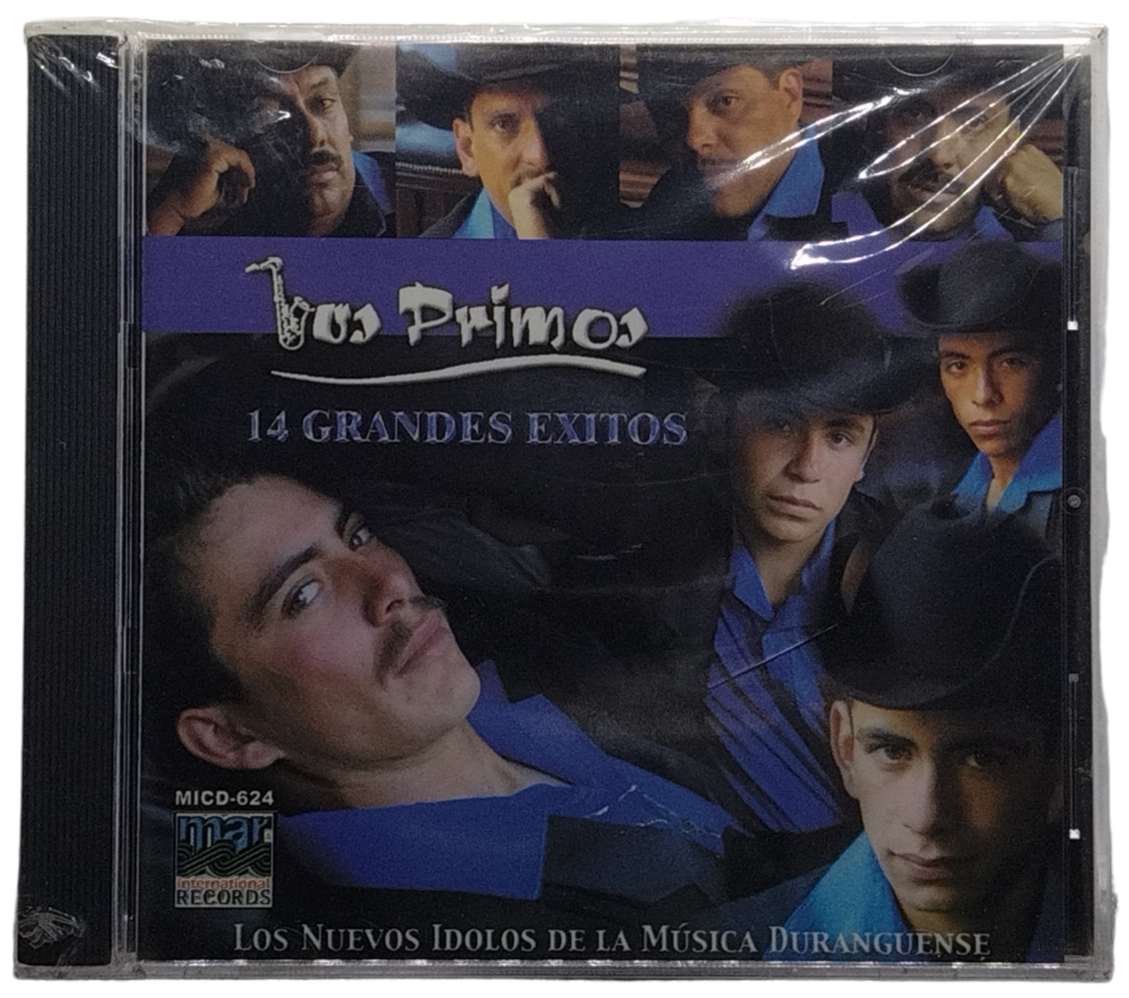 Los Primos
14 GRANDES EXITOS
MICD-624
mar
international
RECORDS
LOS NUEVOS IDOLOS DE LA MÚSICA DURANGUENSE